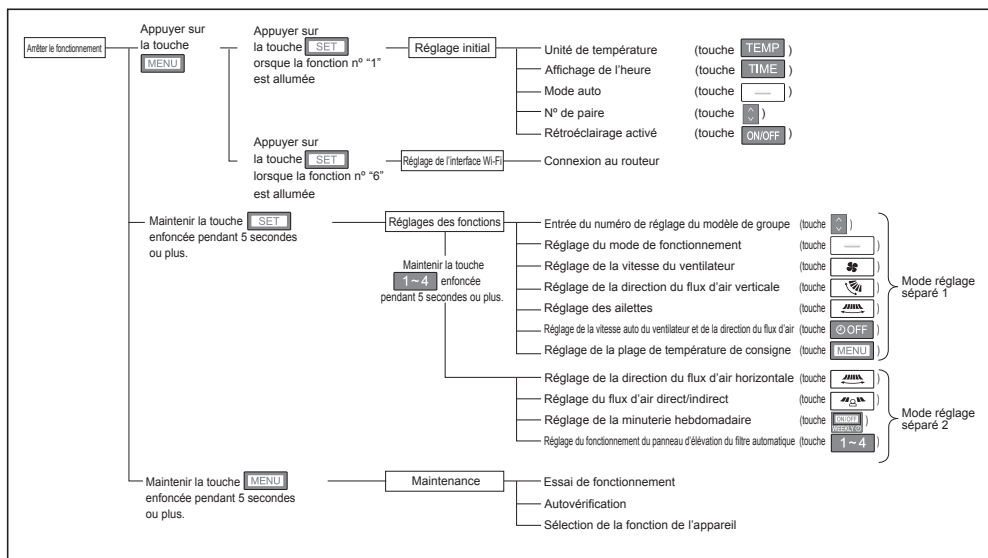 Arrêter le fonctionnement
Appuyer sur
la touche
MENU
Appuyer sur
la touche SET
orsque la fonction nº “1”
est allumée
Réglage initial
Unité de température (touche TEMP )
Affichage de l’heure (touche TIME )
Mode auto (touche )
Nº de paire (touche )
Rétroéclairage activé (touche ON/OFF )
Appuyer sur
la touche SET
lorsque la fonction nº “6”
est allumée
Réglage de l’interface Wi-Fi
Connexion au routeur
Maintenir la touche SET
enfoncée pendant 5 secondes
ou plus.
Réglages des fonctions
Entrée du numéro de réglage du modèle de groupe (touche )
Réglage du mode de fonctionnement (touche )
Réglage de la vitesse du ventilateur (touche )
Réglage de la direction du flux d’air verticale (touche )
Réglage des ailettes (touche )
Réglage de la vitesse auto du ventilateur et de la direction du flux d’air (touche OFF )
Réglage de la plage de température de consigne (touche MENU )
Mode réglage
séparé 1
Maintenir la touche
1~4 enfoncée
pendant 5 secondes ou plus.
Réglage de la direction du flux d’air horizontale (touche )
Réglage du flux d’air direct/indirect (touche )
Réglage de la minuterie hebdomadaire (touche ON/OFF WEEKLY )
Réglage du fonctionnement du panneau d’élévation du filtre automatique (touche 1~4 )
Mode réglage
séparé 2
Maintenir la touche MENU
enfoncée pendant 5 secondes
ou plus.
Maintenance
Essai de fonctionnement
Autovérification
Sélection de la fonction de l’appareil